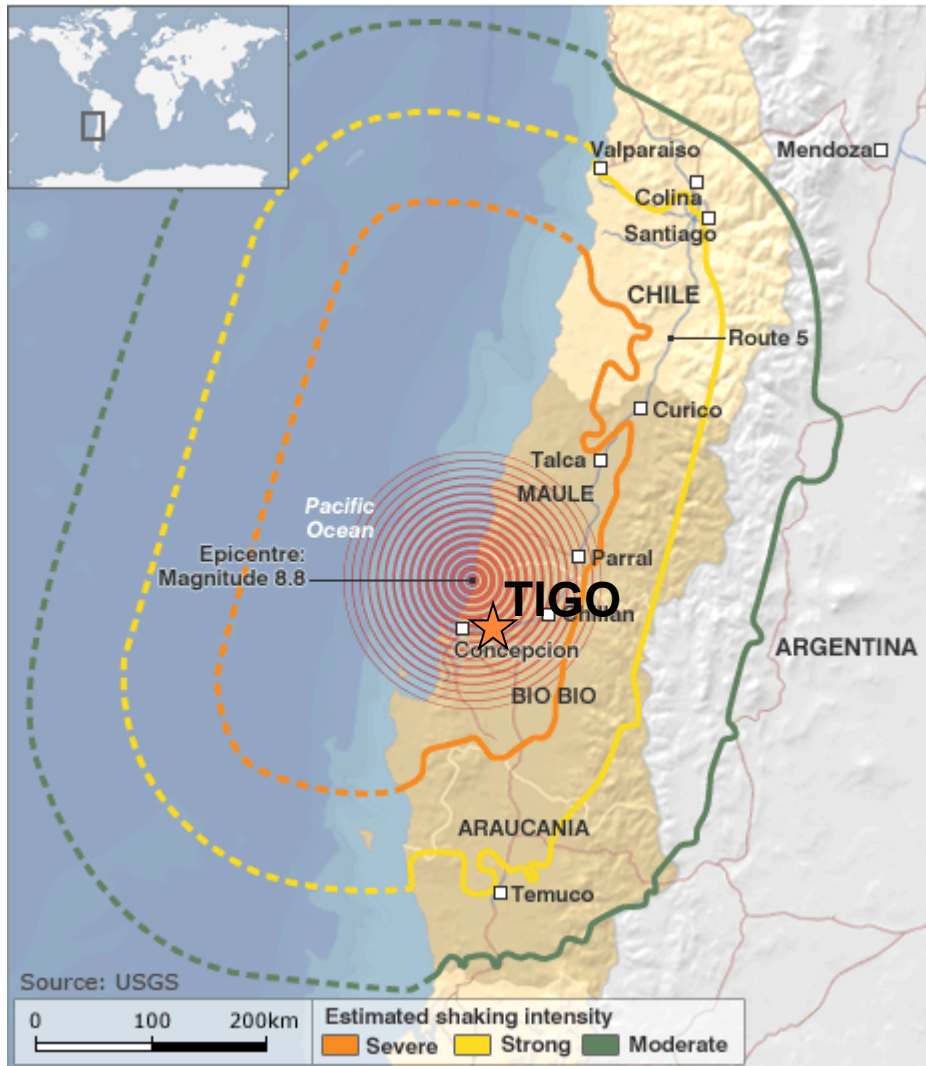 Valparaiso
Mendoza
Colina
Santiago
CHILE
Route 5
Curico
Talca
MAULE
Pacific
Ocean
Epicentre:
Magnitude 8.8
Parral
TIGO
Chillan
Concepcion
ARGENTINA
BIO BIO
ARAUCANIA
Temuco
Source: USGS
0 100 200km
Estimated shaking intensity
Severe Strong Moderate